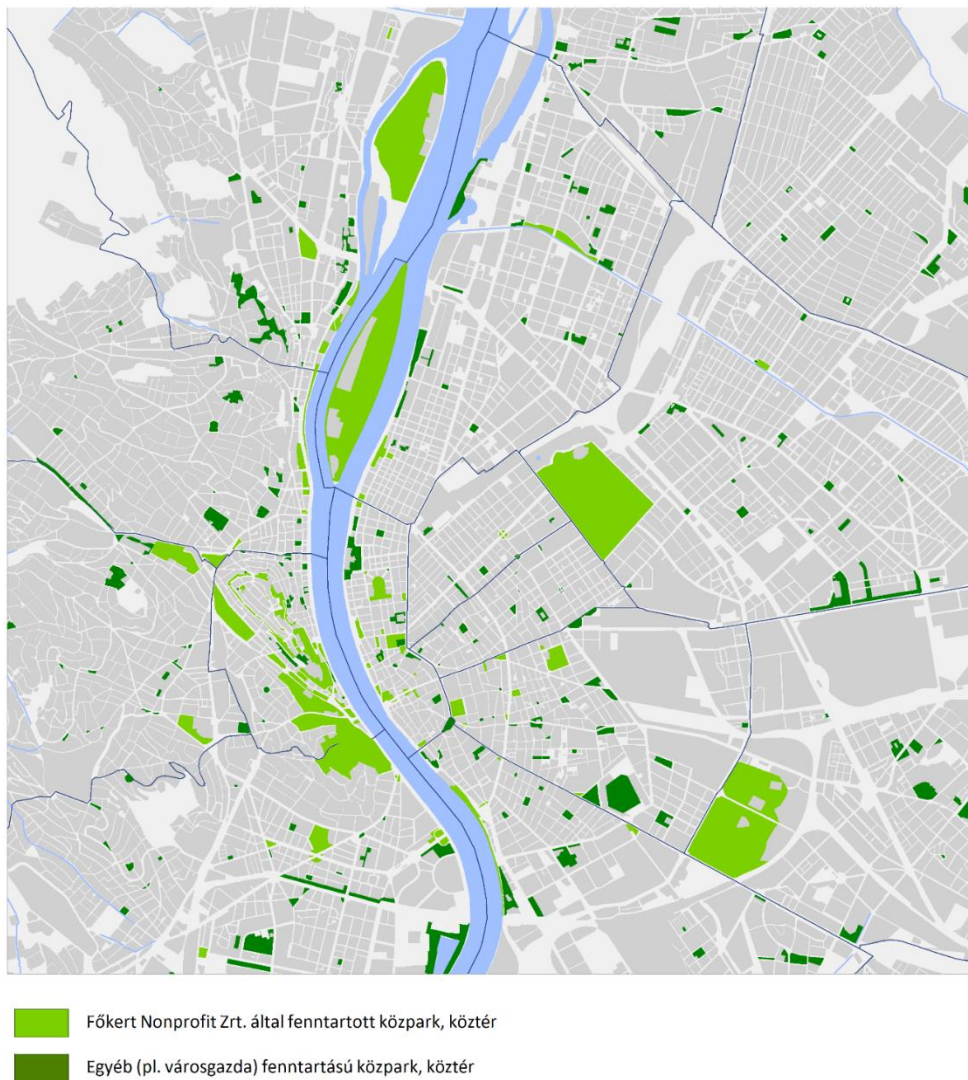 Főkert Nonprofit Zrt. által fenntartott közpark, köztér
Egyéb (pl. városgazda) fenntartású közpark, köztér